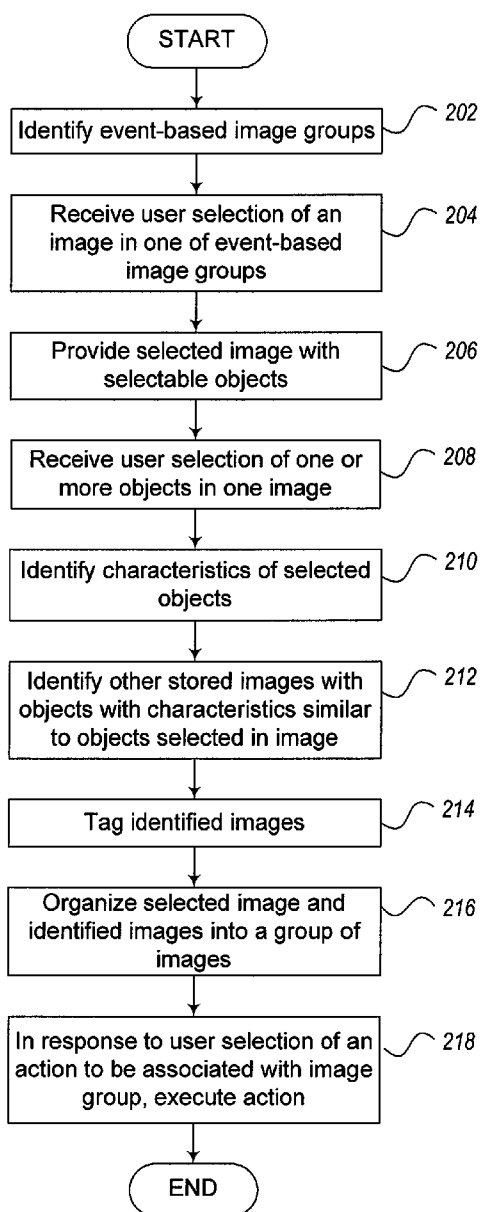 START
Identify event-based image groups
202
Receive user selection of an
image in one of event-based
image groups
204
Provide selected image with
selectable objects
206
Receive user selection of one or
more objects in one image
208
Identify characteristics of selected
objects
210
Identify other stored images with
objects with characteristics similar
to objects selected in image
212
Tag identified images
214
Organize selected image and
identified images into a group of
images
216
In response to user selection of an
action to be associated with image
group, execute action
218
END